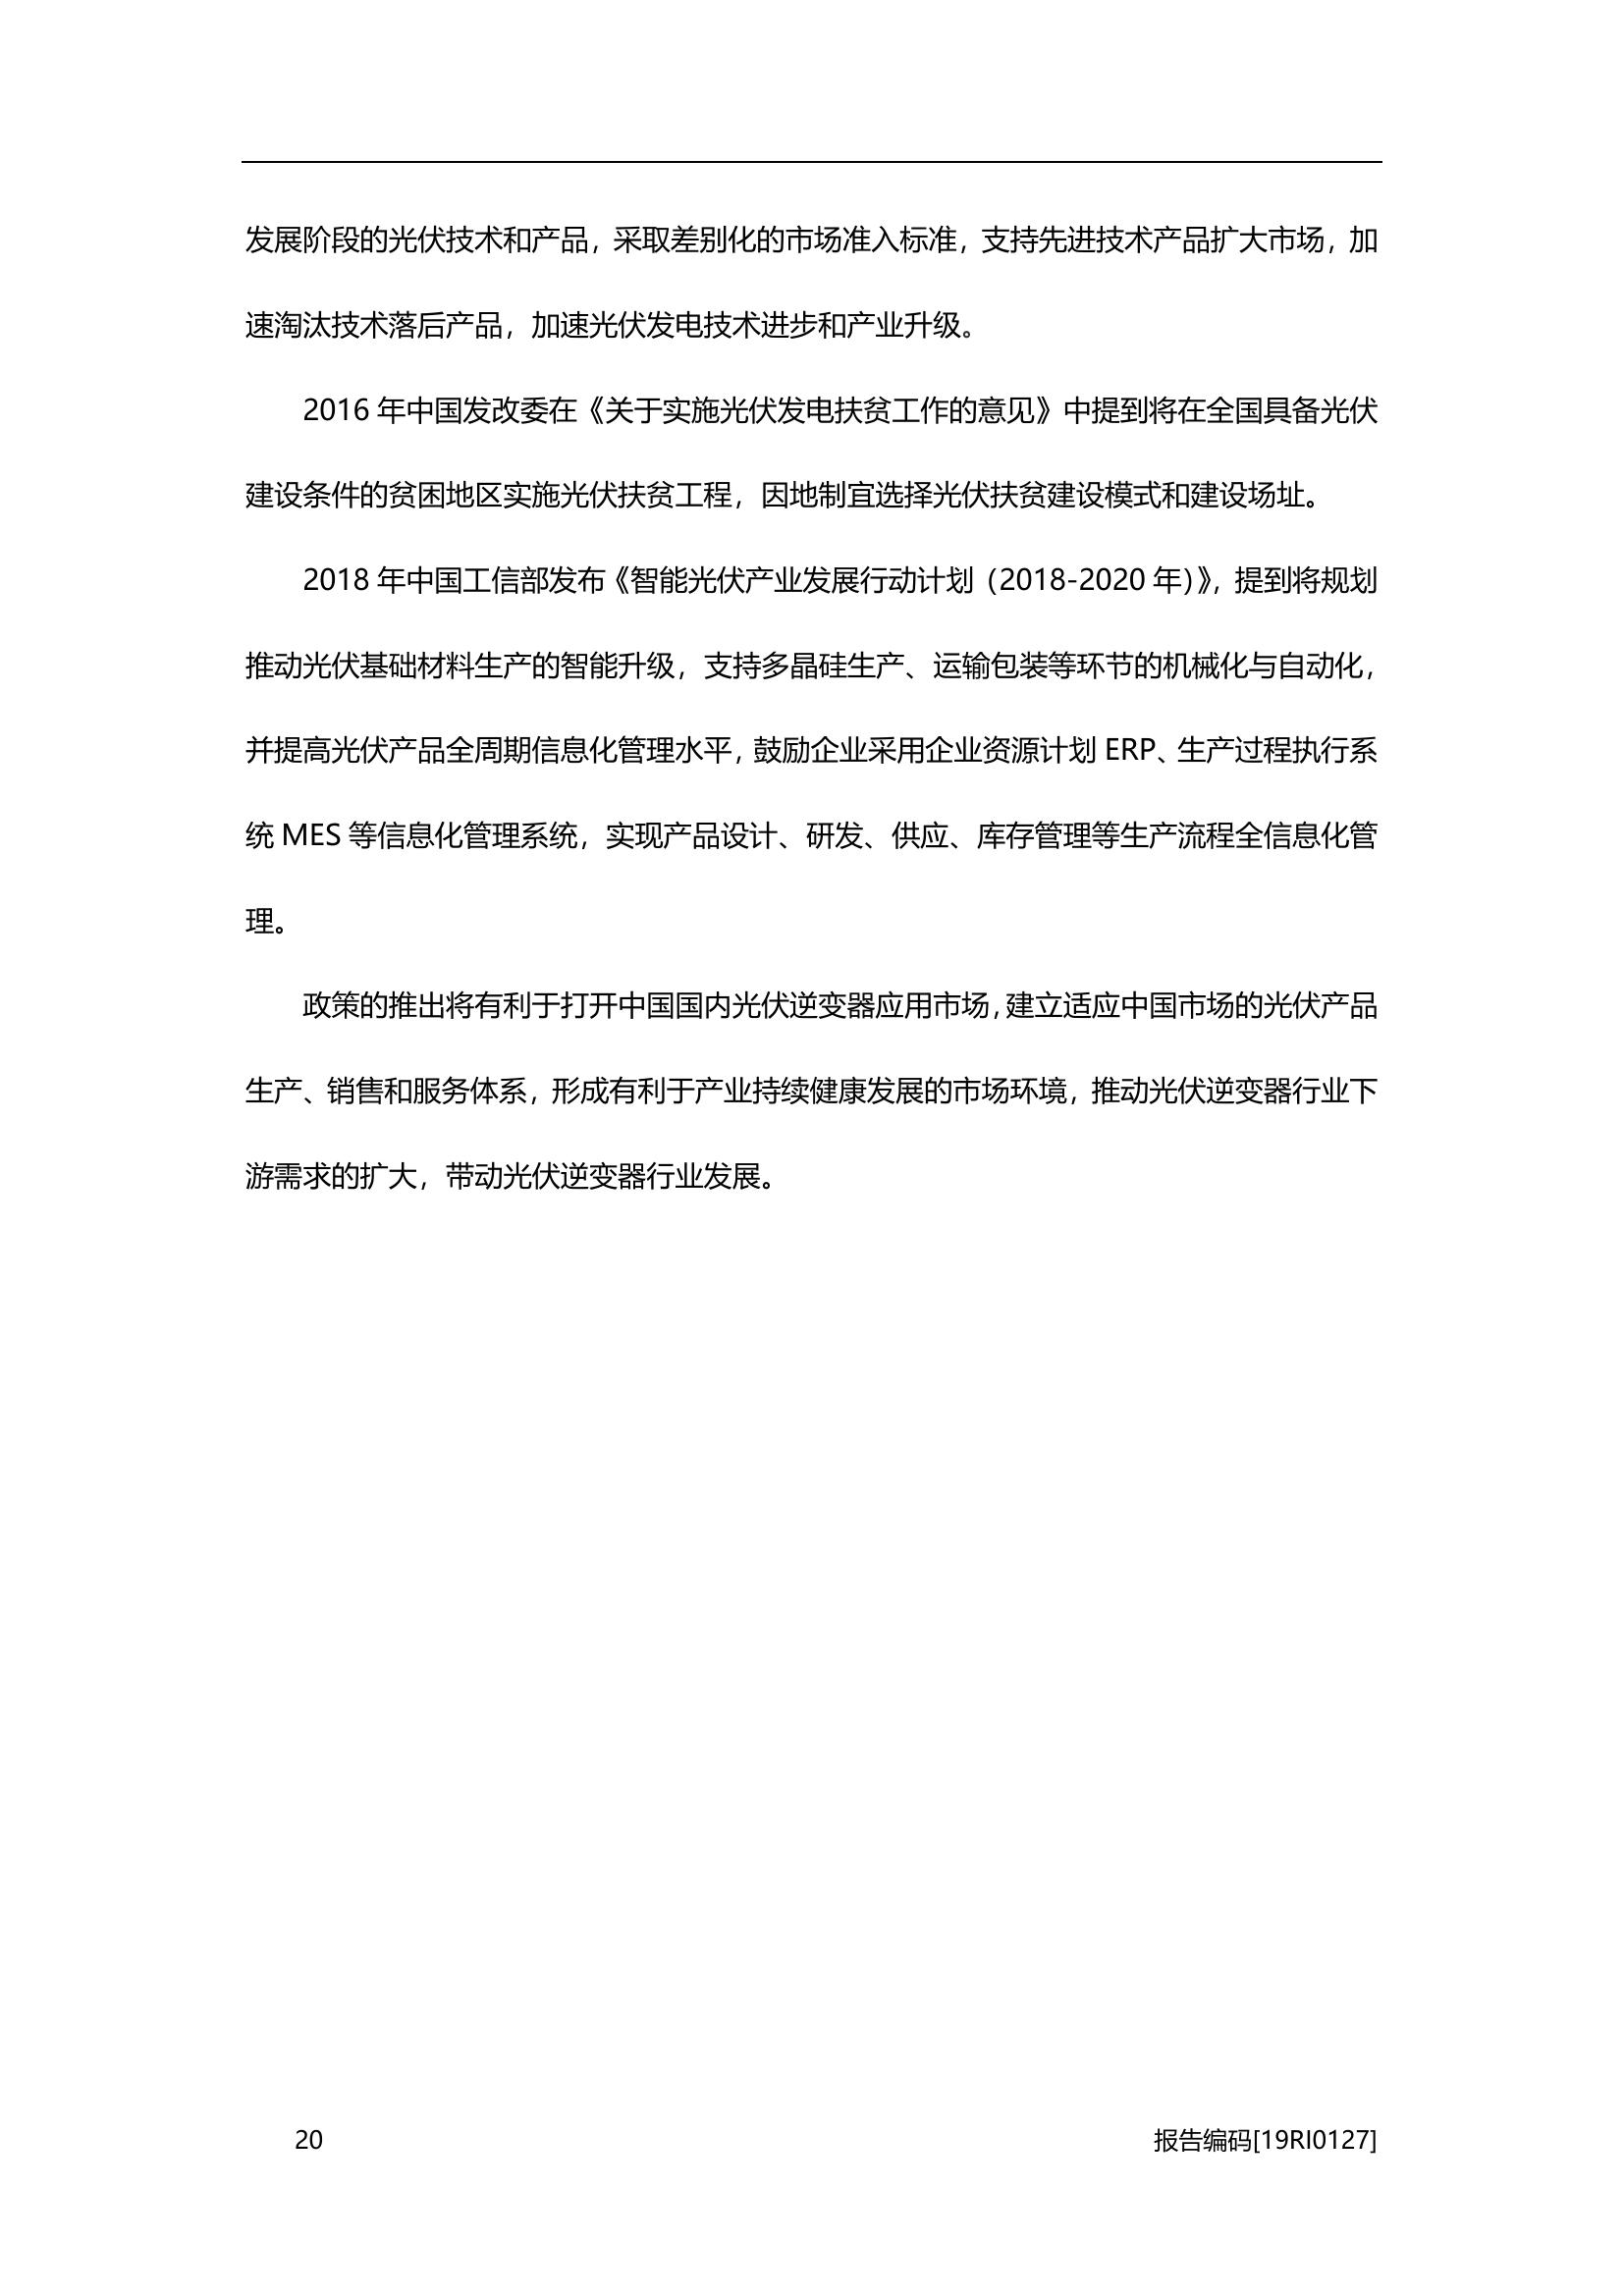 发展阶段的光伏技术和产品，采取差别化的市场准入标准，支持先进技术产品扩大市场，加
速淘汰技术落后产品，加速光伏发电技术进步和产业升级。
2016 年中国发改委在《关于实施光伏发电扶贫工作的意见》中提到将在全国具备光伏
建设条件的贫困地区实施光伏扶贫工程，因地制宜选择光伏扶贫建设模式和建设场址。
2018 年中国工信部发布《智能光伏产业发展行动计划（2018-2020 年）》，提到将规划
推动光伏基础材料生产的智能升级，支持多晶硅生产、运输包装等环节的机械化与自动化，
并提高光伏产品全周期信息化管理水平，鼓励企业采用企业资源计划 ERP、生产过程执行系
统 MES 等信息化管理系统，实现产品设计、研发、供应、库存管理等生产流程全信息化管
理。
政策的推出将有利于打开中国国内光伏逆变器应用市场，建立适应中国市场的光伏产品
生产、销售和服务体系，形成有利于产业持续健康发展的市场环境，推动光伏逆变器行业下
游需求的扩大，带动光伏逆变器行业发展。
20 报告编码[19RI0127]